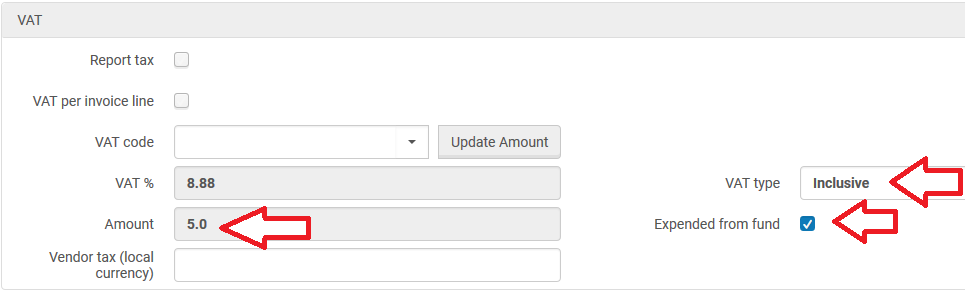 VAT
Report tax
VAT per invoice line
VAT code
Update Amount
VAT %
8.88
VAT type
Inclusive
Amount
5.0
Expended from fund
Vendor tax (local
currency)